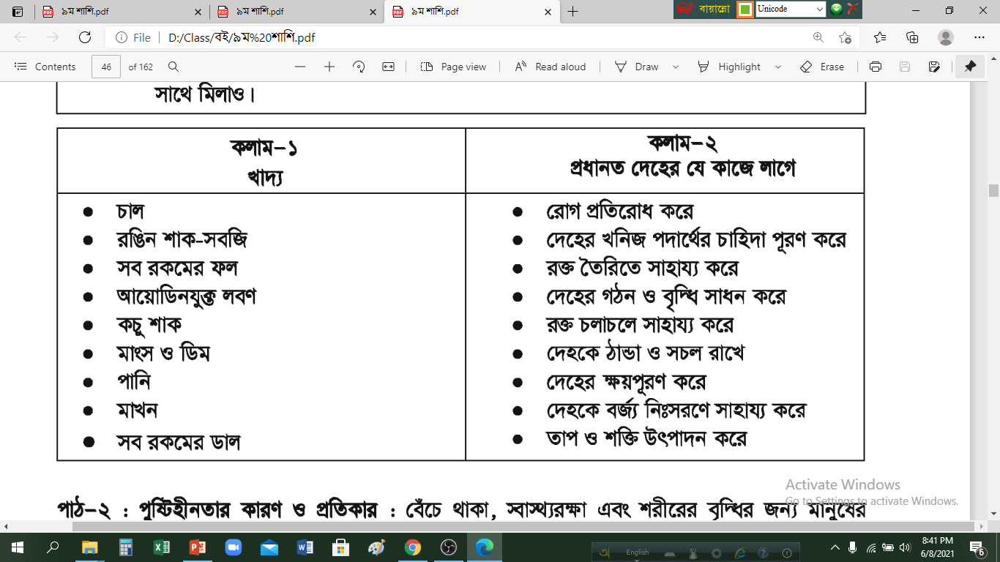 ৯ম শাশি.pdf
৯ম শাশি.pdf
৯ম শাশি.pdf
বায়ান্নো
Unicode
File
D:/Class/বই/৯ম%20শাশি.pdf
Contents
46
of 162
Page view
Read aloud
Draw
Highlight
Erase
সাথে মিলাও।
কলাম–১
খাদ্য
কলাম–২
প্রধানত দেহের যে কাজে লাগে
চাল
রঙিন শাক-সবজি
সব রকমের ফল
আয়োডিনযুক্ত লবণ
কচু শাক
মাংস ও ডিম
পানি
মাখন
সব রকমের ডাল
রোগ প্রতিরোধ করে
দেহের খনিজ পদার্থের চাহিদা পূরণ করে
রক্ত তৈরিতে সাহায্য করে
দেহের গঠন ও বৃদ্ধি সাধন করে
রক্ত চলাচলে সাহায্য করে
দেহকে ঠান্ডা ও সচল রাখে
দেহের ক্ষয়পূরণ করে
দেহকে বর্জ্য নিঃসরণে সাহায্য করে
তাপ ও শক্তি উৎপাদন করে
পাঠ–২ : পুষ্টিহীনতার কারণ ও প্রতিকার : বেঁচে থাকা, স্বাস্থ্যরক্ষা এবং শরীরের বৃদ্ধির জন্য মানুষের
Activate Windows
Go to Settings to activate Windows.
অ
English
8:41 PM
6/8/2021
6